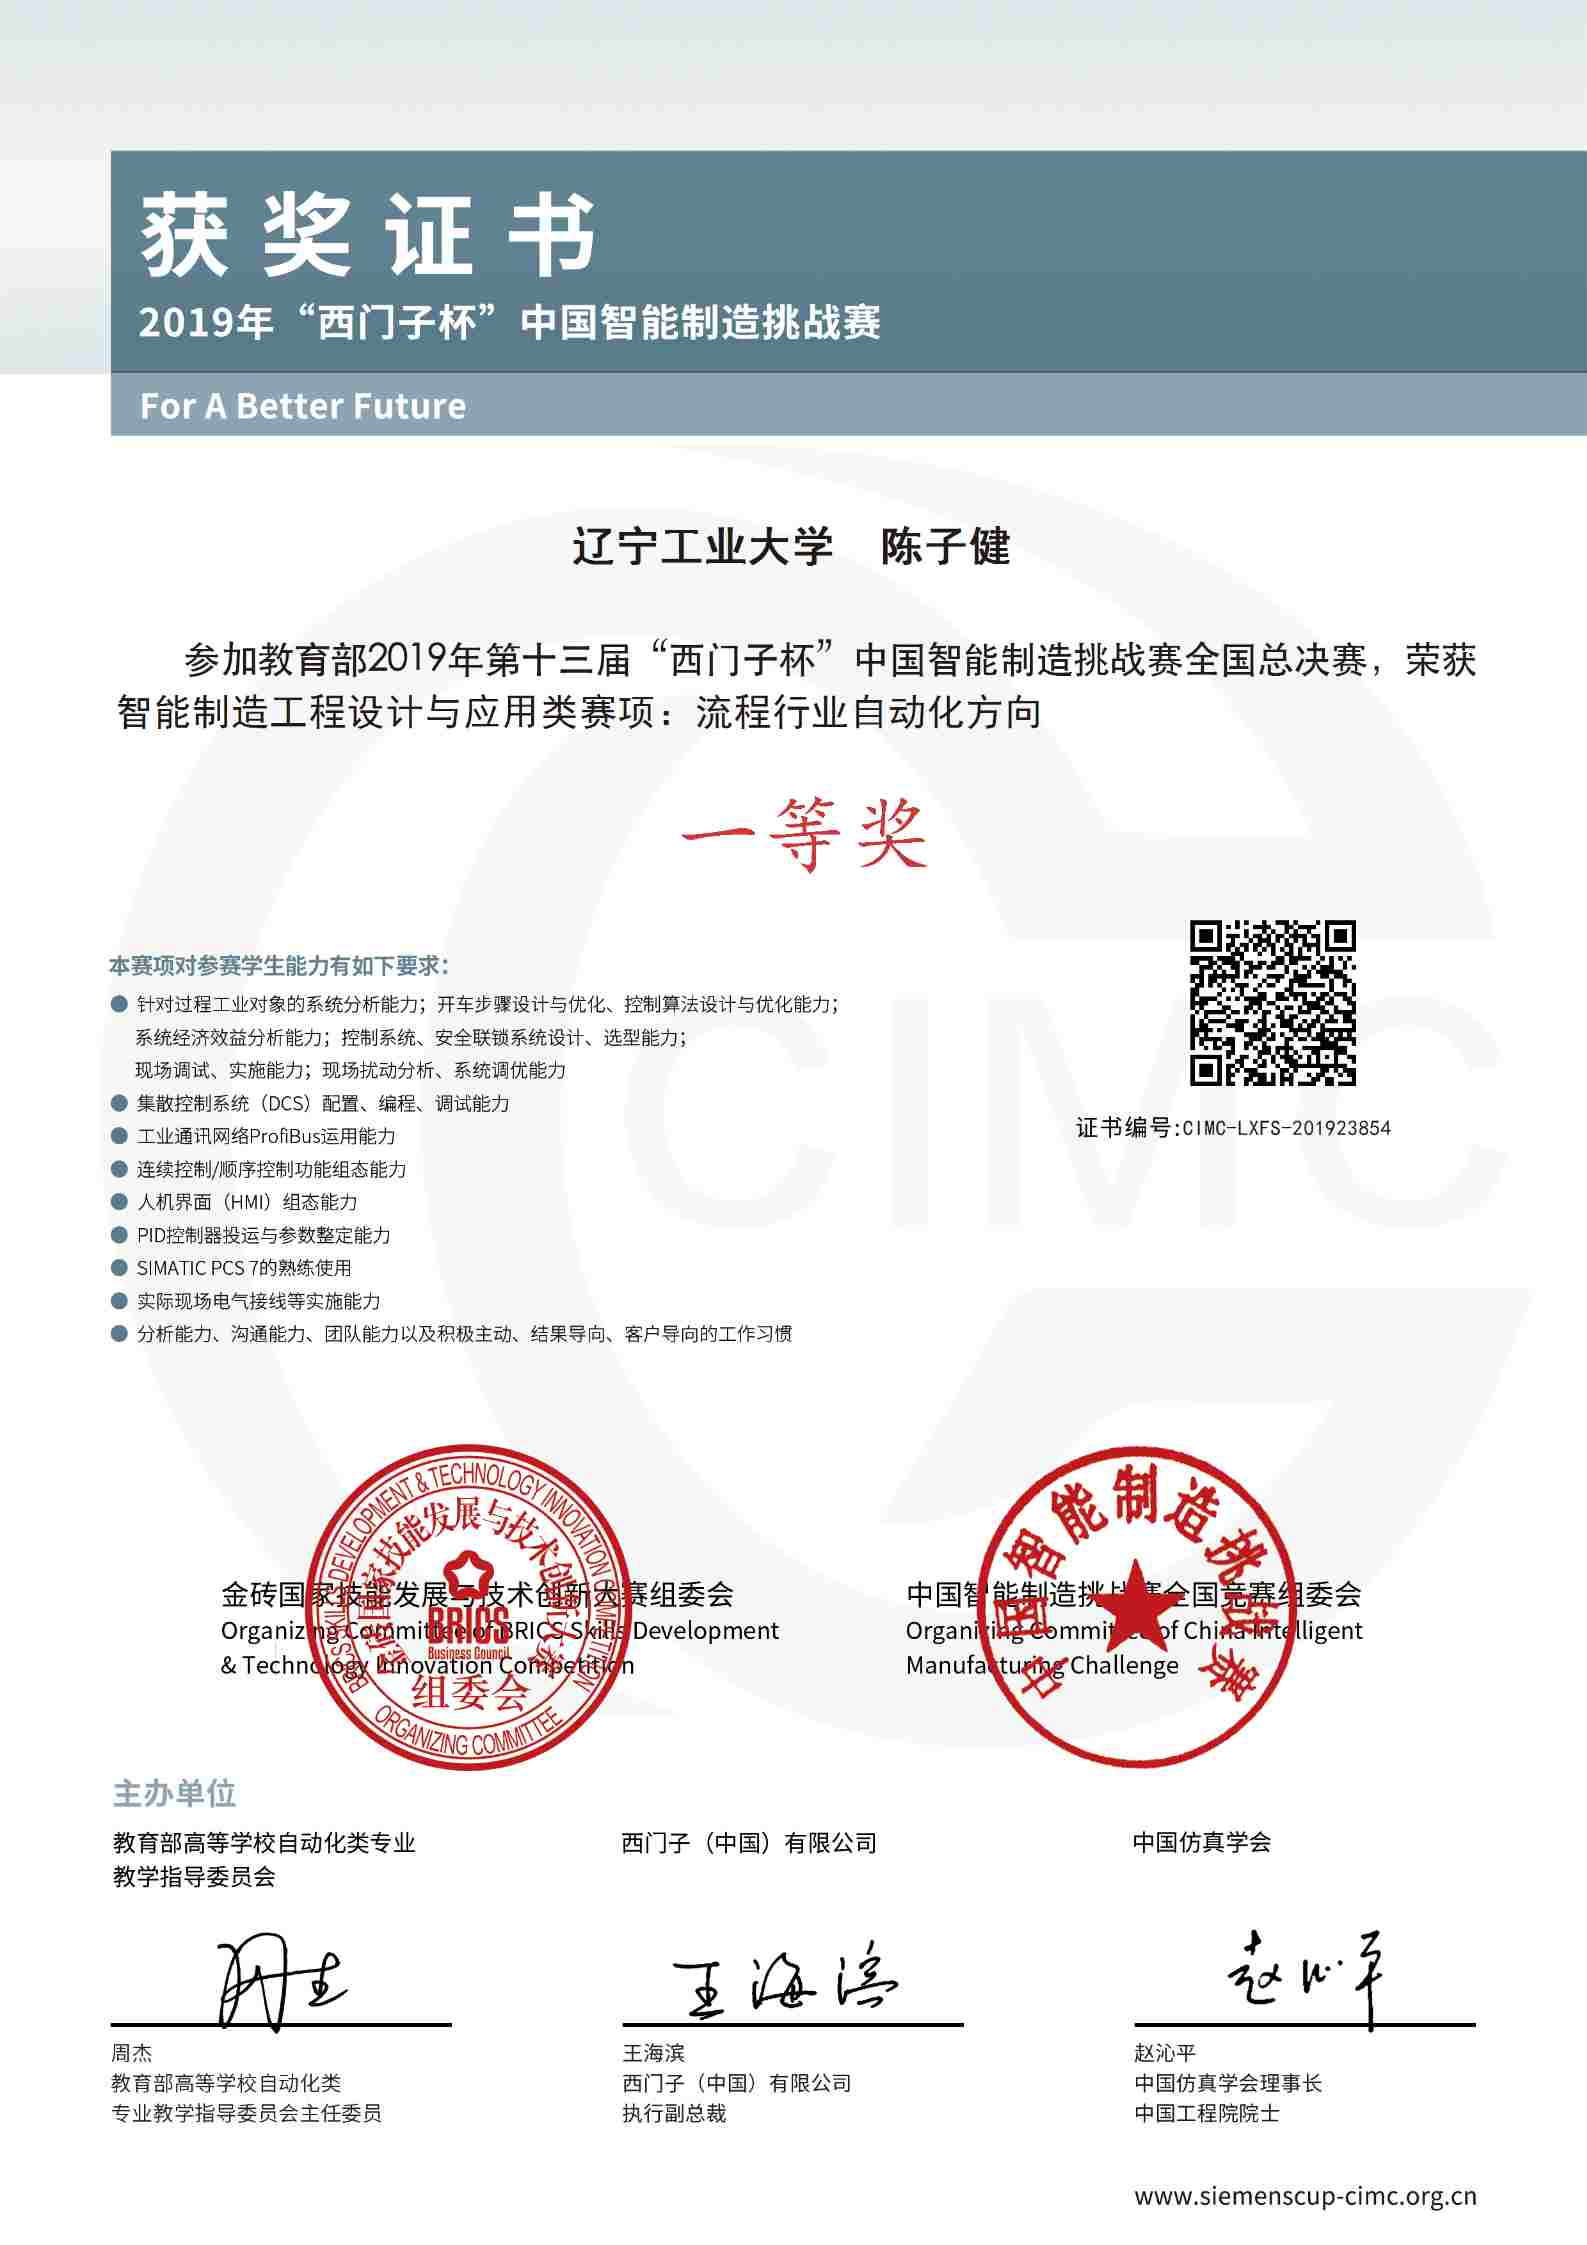 获奖证书
2019年“西门子杯”中国智能制造挑战赛
For A Better Future
辽宁工业大学 陈子健
参加教育部2019年第十三届“西门子杯”中国智能制造挑战赛全国总决赛，荣获
智能制造工程设计与应用类赛项：流程行业自动化方向
一等奖
本赛项对参赛学生能力有如下要求：
针对过程工业对象的系统分析能力；开车步骤设计与优化、控制算法设计与优化能力；
系统经济效益分析能力；控制系统、安全联锁系统设计、选型能力；
现场调试、实施能力；现场扰动分析、系统调优能力
集散控制系统（DCS）配置、编程、调试能力
工业通讯网络ProfiBus运用能力
连续控制/顺序控制功能组态能力
人机界面（HMI）组态能力
PID控制器投运与参数整定能力
SIMATIC PCS 7的熟练使用
实际现场电气接线等实施能力
分析能力、沟通能力、团队能力以及积极主动、结果导向、客户导向的工作习惯
证书编号:CIMC-LXFS-201923854
CIMC
BRICS SKILLS DEVELOPMENT & TECHNOLOGY INNOVATION COMPETITION
金砖国家技能发展与技术创新大赛
BRICS
Business Council
组委会
ORGANIZING COMMITTEE
金砖国家技能发展与技术创新大赛组委会
Organizing Committee of BRICS Skills Development
& Technology Innovation Competition
中国智能制造挑战赛
中国智能制造挑战赛全国竞赛组委会
Organizing Committee of China Intelligent
Manufacturing Challenge
主办单位
教育部高等学校自动化类专业
教学指导委员会
西门子（中国）有限公司
中国仿真学会
王海滨
赵沁平
周杰
教育部高等学校自动化类
专业教学指导委员会主任委员
王海滨
西门子（中国）有限公司
执行副总裁
赵沁平
中国仿真学会理事长
中国工程院院士
www.siemenscup-cimc.org.cn